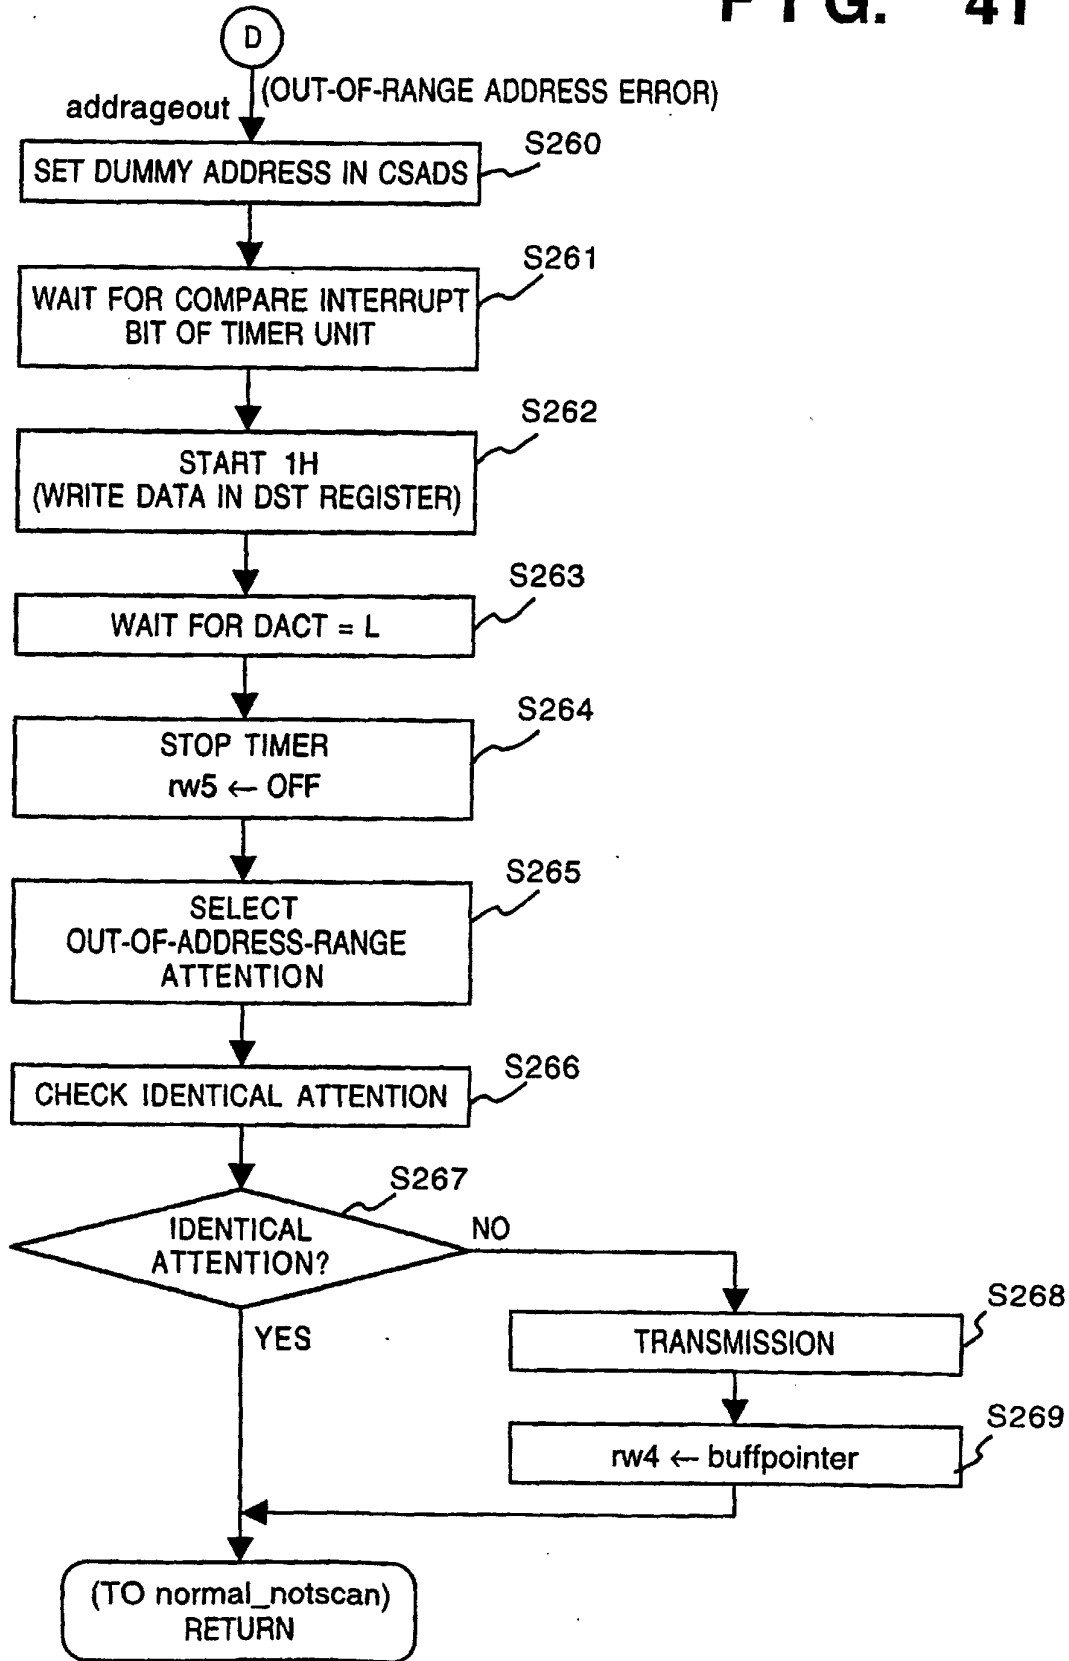 FIG. 41
D
(OUT-OF-RANGE ADDRESS ERROR)
addrageout
S260
SET DUMMY ADDRESS IN CSADS
S261
WAIT FOR COMPARE INTERRUPT
BIT OF TIMER UNIT
S262
START 1H
(WRITE DATA IN DST REGISTER)
S263
WAIT FOR DACT = L
S264
STOP TIMER
rw5 ← OFF
S265
SELECT
OUT-OF-ADDRESS-RANGE
ATTENTION
S266
CHECK IDENTICAL ATTENTION
S267
IDENTICAL
ATTENTION?
NO
YES
S268
TRANSMISSION
S269
rw4 ← buffpointer
(TO normal_notscan)
RETURN